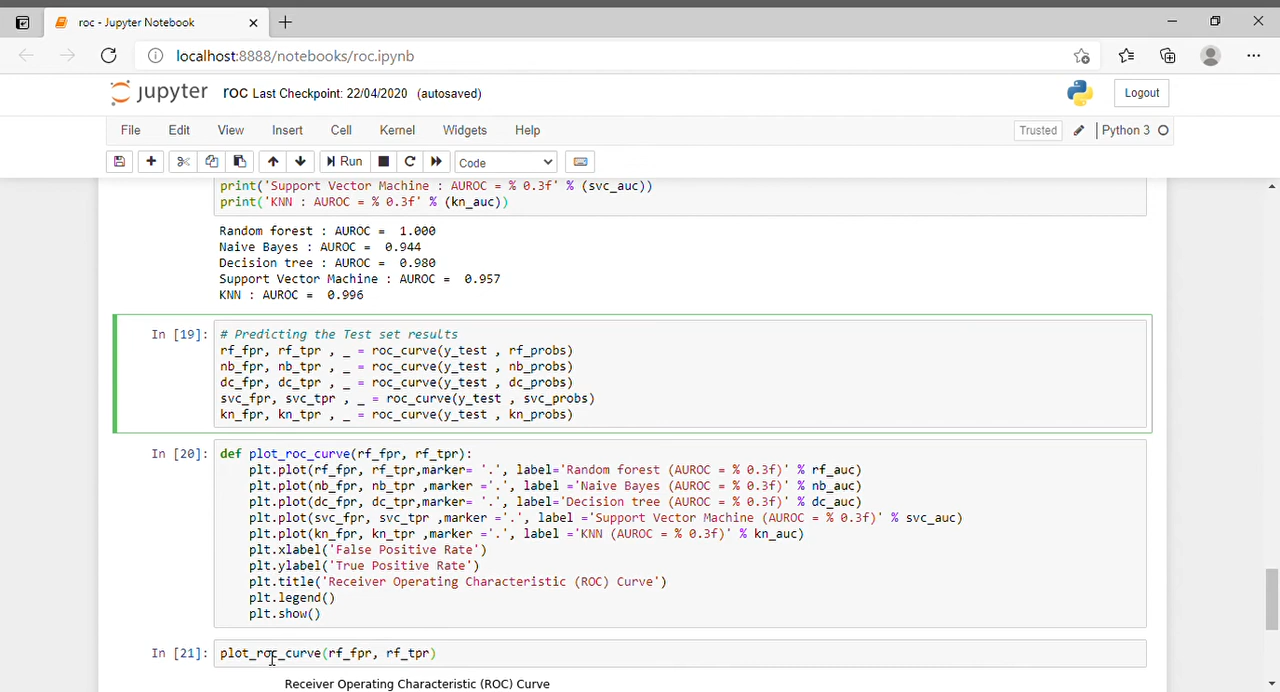 roc - Jupyter Notebook
localhost:8888/notebooks/roc.ipynb
jupyter roc Last Checkpoint: 22/04/2020 (autosaved)
Logout
File Edit View Insert Cell Kernel Widgets Help
Trusted Python 3
Run
Code
print('Support Vector Machine : AUROC = % 0.3f' % (svc_auc))
print('KNN : AUROC = % 0.3f' % (kn_auc))
Random forest : AUROC =  1.000
Naive Bayes : AUROC =  0.944
Decision tree : AUROC =  0.980
Support Vector Machine : AUROC =  0.957
KNN : AUROC =  0.996
In [19]: # Predicting the Test set results
rf_fpr, rf_tpr , _ = roc_curve(y_test , rf_probs)
nb_fpr, nb_tpr , _ = roc_curve(y_test , nb_probs)
dc_fpr, dc_tpr , _ = roc_curve(y_test , dc_probs)
svc_fpr, svc_tpr , _ = roc_curve(y_test , svc_probs)
kn_fpr, kn_tpr , _ = roc_curve(y_test , kn_probs)
In [20]: def plot_roc_curve(rf_fpr, rf_tpr):
plt.plot(rf_fpr, rf_tpr,marker= '.', label='Random forest (AUROC = % 0.3f)' % rf_auc)
plt.plot(nb_fpr, nb_tpr ,marker ='.', label ='Naive Bayes (AUROC = % 0.3f)' % nb_auc)
plt.plot(dc_fpr, dc_tpr,marker= '.', label='Decision tree (AUROC = % 0.3f)' % dc_auc)
plt.plot(svc_fpr, svc_tpr ,marker ='.', label ='Support Vector Machine (AUROC = % 0.3f)' % svc_auc)
plt.plot(kn_fpr, kn_tpr ,marker ='.', label ='KNN (AUROC = % 0.3f)' % kn_auc)
plt.xlabel('False Positive Rate')
plt.ylabel('True Positive Rate')
plt.title('Receiver Operating Characteristic (ROC) Curve')
plt.legend()
plt.show()
In [21]: plot_roc_curve(rf_fpr, rf_tpr)
Receiver Operating Characteristic (ROC) Curve